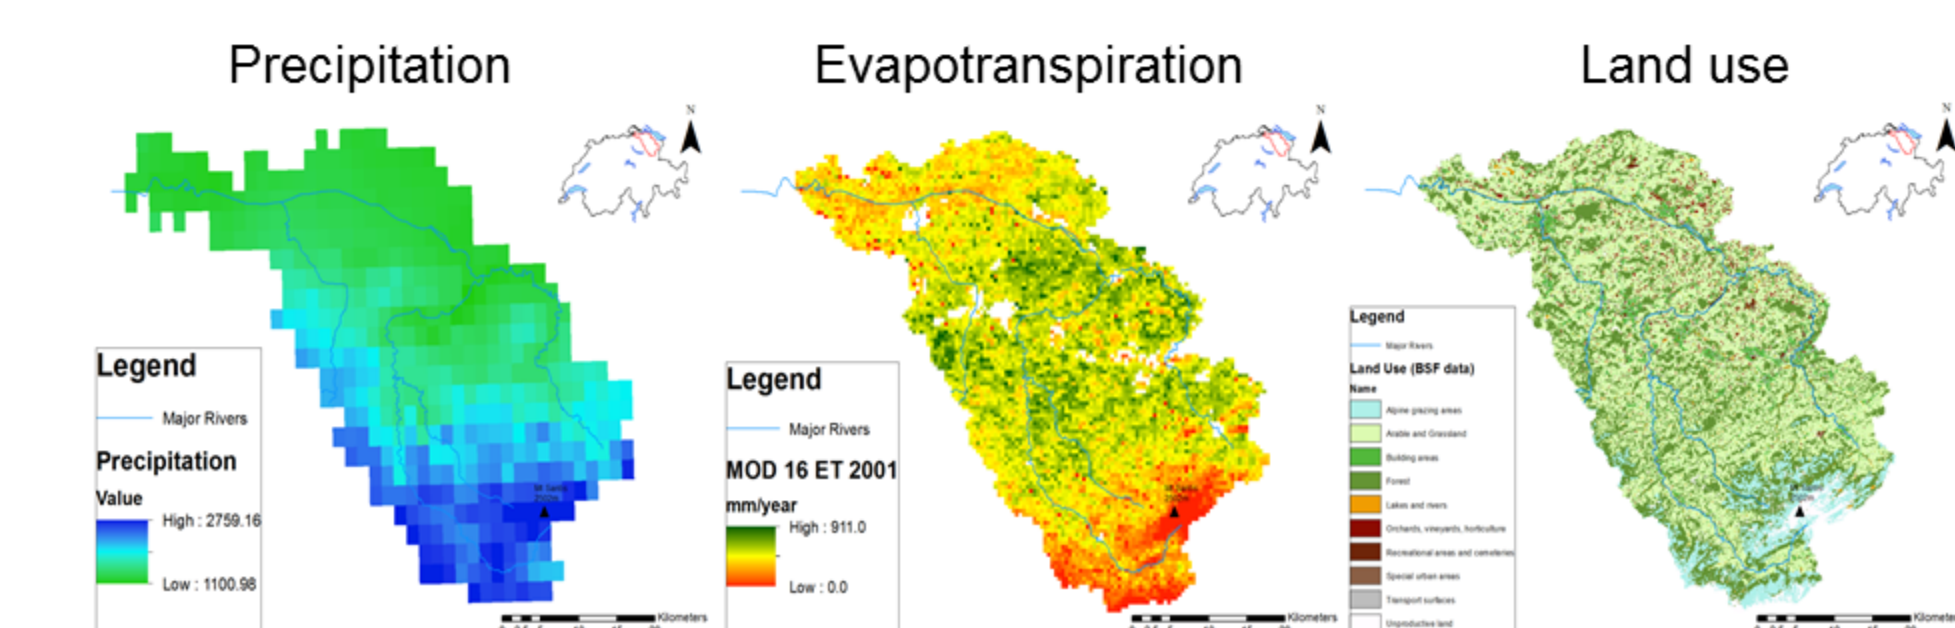 Precipitation
Evapotranspiration
Land use
N
N
N
Legend
Major Rivers
Precipitation
Value
High : 2759.16
Low : 1100.98
Kilometers
Legend
Major Rivers
MOD 16 ET 2001
mm/year
High : 911.0
Low : 0.0
Kilometers
Legend
Major Rivers
Land Use (BSF data)
Name
Alpine grazing areas
Arable and Grassland
Building areas
Forest
Lakes and rivers
Orchards, vineyards, horticulture
Recreational areas and cemeteries
Special urban areas
Transport surfaces
Unproductive land